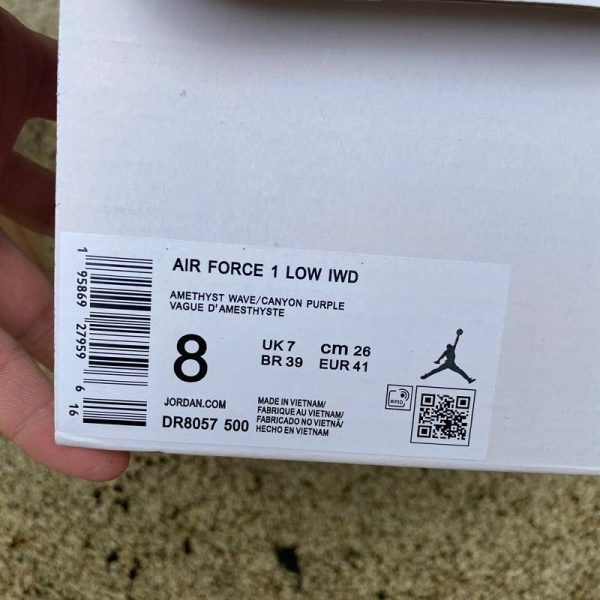 AIR FORCE 1 LOW IWD
AMETHYST WAVE/CANYON PURPLE
VAGUE D'AMESTHYSTE
8
UK 7 cm 26
BR 39 EUR 41
JORDAN.COM
DR8057 500
MADE IN VIETNAM/
FABRIQUE AU VIETNAM/
FABRICADO NO VIETNÃ/
HECHO EN VIETNAM
RFID
1 95869 27959 6 16